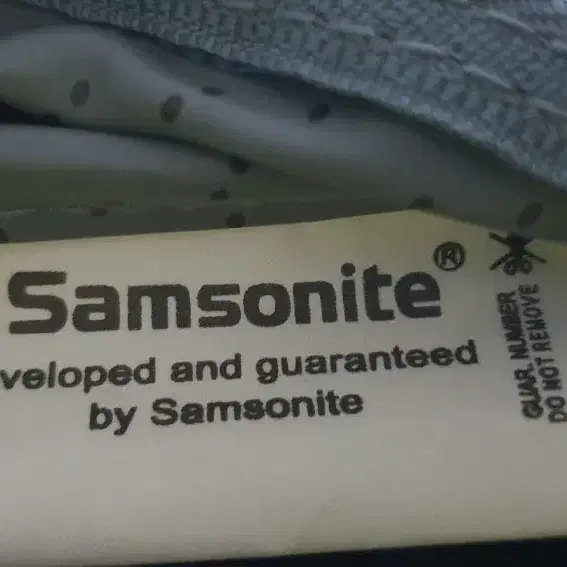 Samsonite®
veloped and guaranteed
by Samsonite
GUAR. NUMBER
DO NOT REMOVE